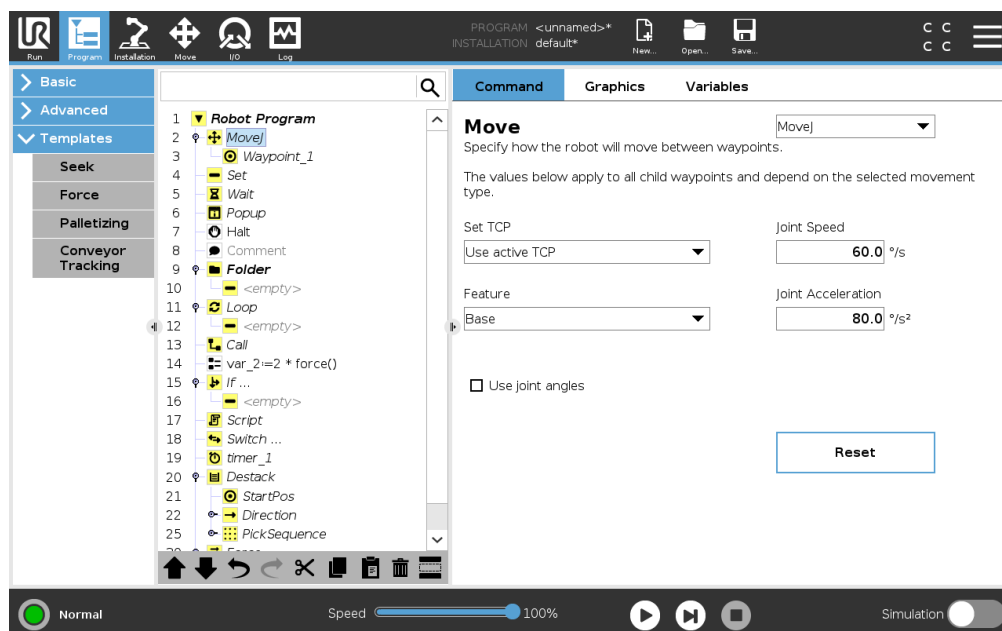 PROGRAM <unnamed>*
INSTALLATION default*
C C
C C
Run Program Installation Move I/O Log New... Open... Save...
Basic
Advanced
Templates
Seek
Force
Palletizing
Conveyor
Tracking
1 Robot Program
2 MoveJ
3 Waypoint_1
4 Set
5 Wait
6 Popup
7 Halt
8 Comment
9 Folder
10 <empty>
11 Loop
12 <empty>
13 Call
14 var_2:=2 * force()
15 If ...
16 <empty>
17 Script
18 Switch ...
19 timer_1
20 Destack
21 StartPos
22 Direction
25 PickSequence
Command Graphics Variables
Move
MoveJ
Specify how the robot will move between waypoints.
The values below apply to all child waypoints and depend on the selected movement
type.
Set TCP Joint Speed
Use active TCP 60.0 °/s
Feature Joint Acceleration
Base 80.0 °/s²
Use joint angles
Reset
Normal Speed 100% Simulation